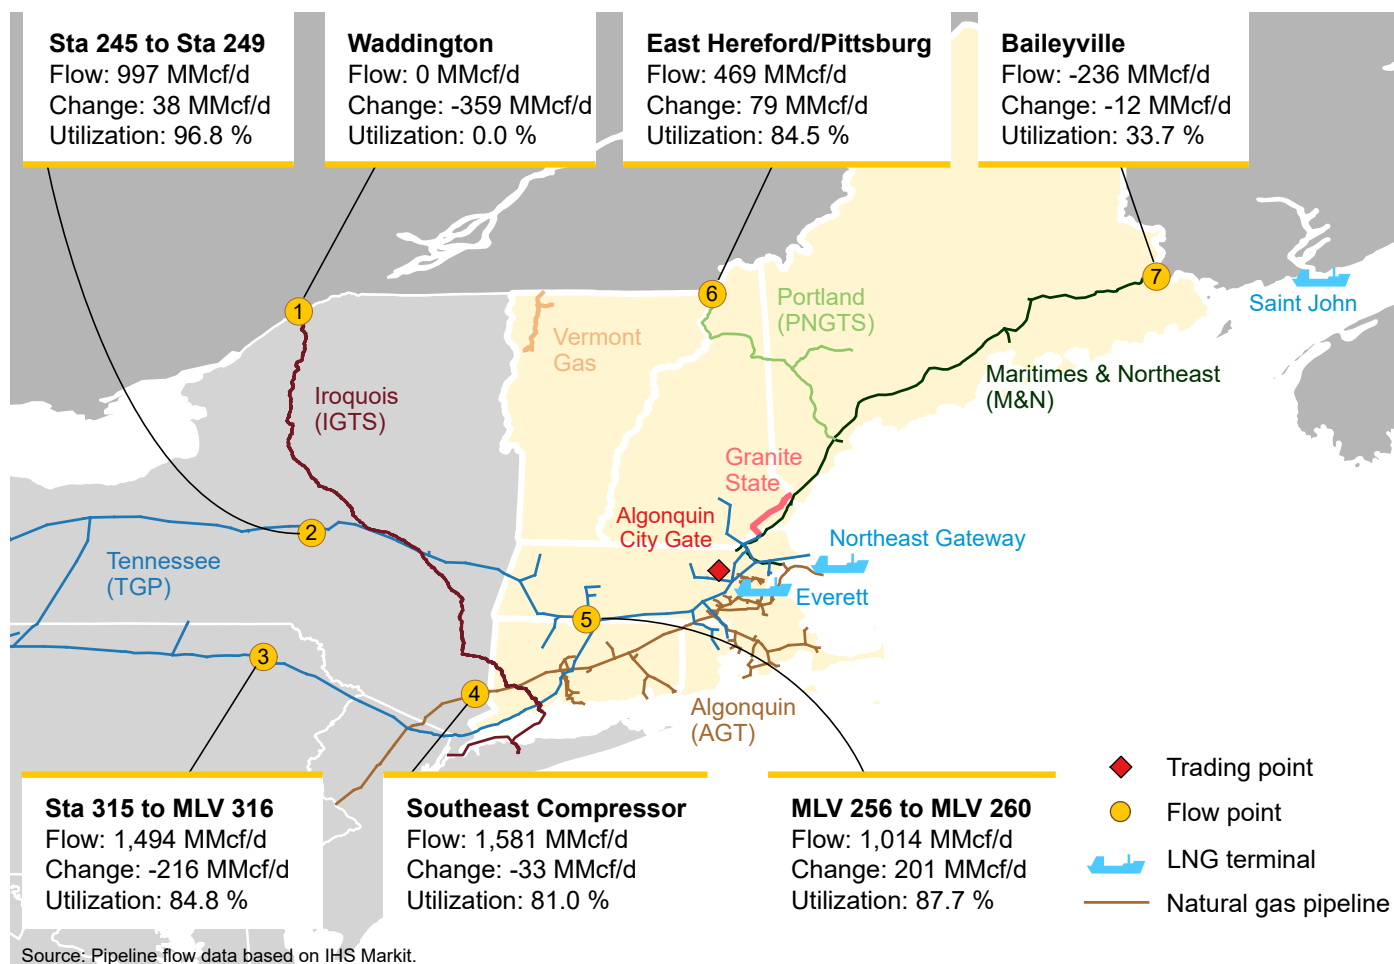 Sta 245 to Sta 249
Flow: 997 MMcf/d
Change: 38 MMcf/d
Utilization: 96.8 %
Waddington
Flow: 0 MMcf/d
Change: -359 MMcf/d
Utilization: 0.0 %
East Hereford/Pittsburg
Flow: 469 MMcf/d
Change: 79 MMcf/d
Utilization: 84.5 %
Baileyville
Flow: -236 MMcf/d
Change: -12 MMcf/d
Utilization: 33.7 %
1
6
7
Saint John
Portland
(PNGTS)
Vermont
Gas
Maritimes & Northeast
(M&N)
Iroquois
(IGTS)
Granite
State
Algonquin
City Gate
2
Northeast Gateway
Tennessee
(TGP)
Everett
5
3
4
Algonquin
(AGT)
Sta 315 to MLV 316
Flow: 1,494 MMcf/d
Change: -216 MMcf/d
Utilization: 84.8 %
Southeast Compressor
Flow: 1,581 MMcf/d
Change: -33 MMcf/d
Utilization: 81.0 %
MLV 256 to MLV 260
Flow: 1,014 MMcf/d
Change: 201 MMcf/d
Utilization: 87.7 %
Trading point
Flow point
LNG terminal
Natural gas pipeline
Source: Pipeline flow data based on IHS Markit.